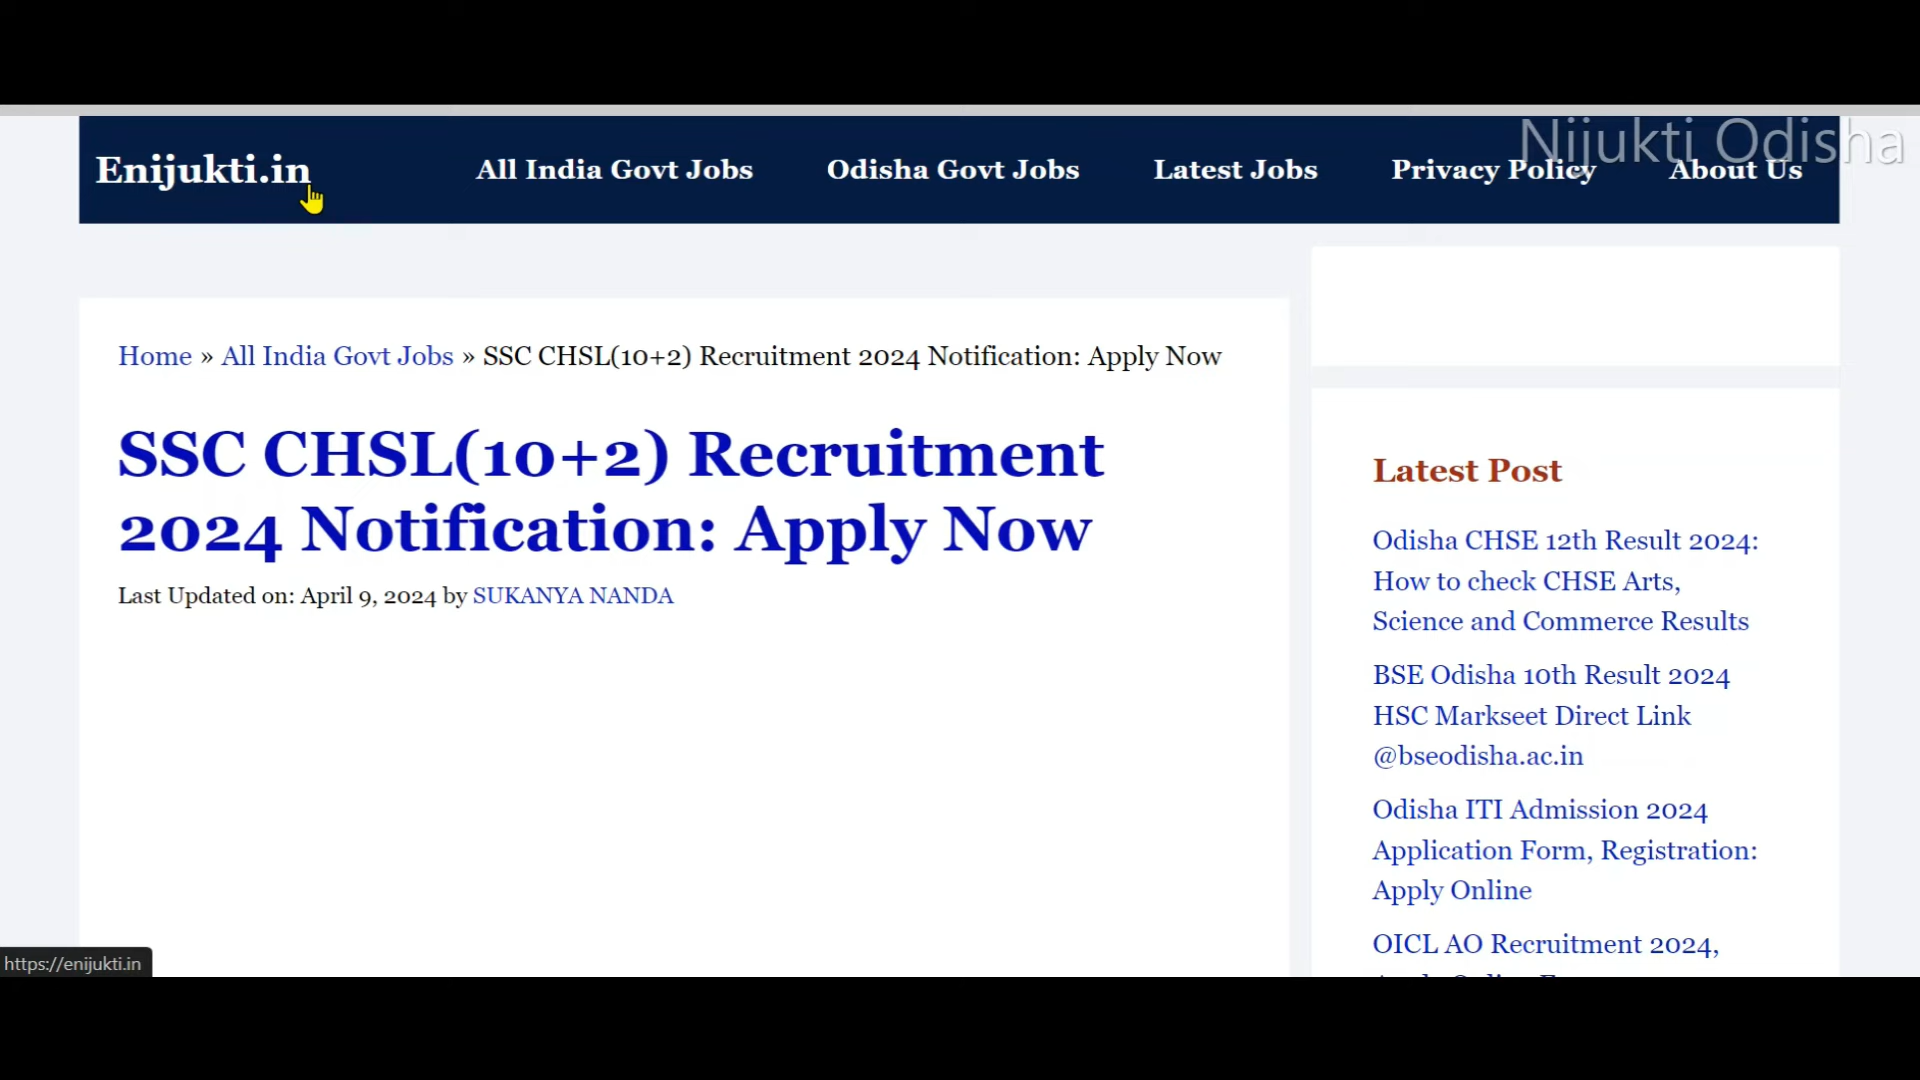 Nijukti Odisha
Enijukti.in
All India Govt Jobs
Odisha Govt Jobs
Latest Jobs
Privacy Policy
About Us
Home » All India Govt Jobs » SSC CHSL(10+2) Recruitment 2024 Notification: Apply Now
SSC CHSL(10+2) Recruitment
2024 Notification: Apply Now
Last Updated on: April 9, 2024 by SUKANYA NANDA
Latest Post
Odisha CHSE 12th Result 2024:
How to check CHSE Arts,
Science and Commerce Results
BSE Odisha 10th Result 2024
HSC Markseet Direct Link
@bseodisha.ac.in
Odisha ITI Admission 2024
Application Form, Registration:
Apply Online
OICL AO Recruitment 2024,
https://enijukti.in